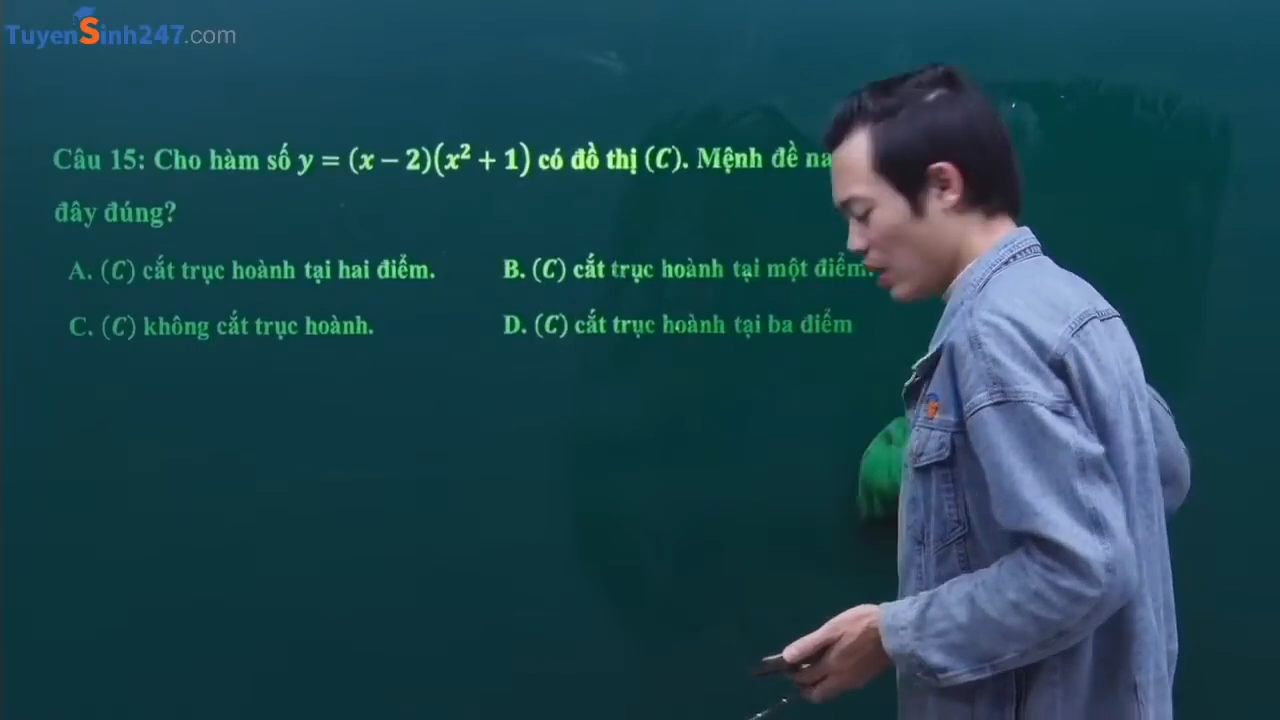 TuyenSinh247.com
Câu 15: Cho hàm số y = (x − 2)(x² + 1) có đồ thị (C). Mệnh đề
đây đúng?
A. (C) cắt trục hoành tại hai điểm. B. (C) cắt trục hoành tại một điểm.
C. (C) không cắt trục hoành. D. (C) cắt trục hoành tại ba điểm